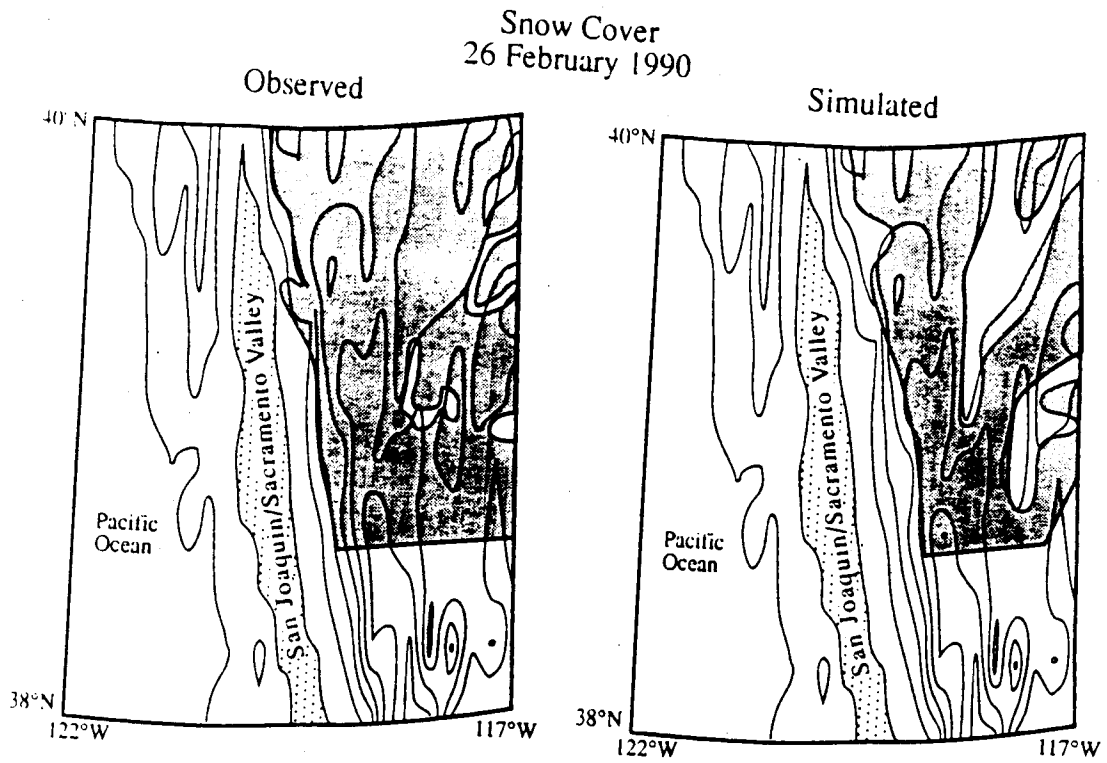 Snow Cover
26 February 1990
Observed
Simulated
40°N
San Joaquin/Sacramento Valley
Pacific
Ocean
38°N
122°W
117°W
40°N
San Joaquin/Sacramento Valley
Pacific
Ocean
38°N
122°W
117°W